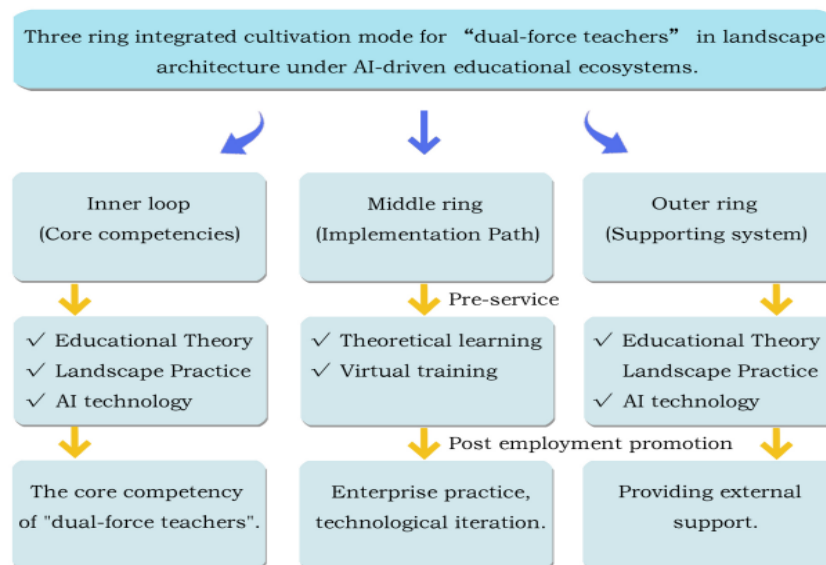 Three ring integrated cultivation mode for “dual-force teachers” in landscape
architecture under AI-driven educational ecosystems.
Inner loop
(Core competencies)
Middle ring
(Implementation Path)
Outer ring
(Supporting system)
Pre-service
✓ Educational Theory
✓ Landscape Practice
✓ AI technology
✓ Theoretical learning
✓ Virtual training
✓ Educational Theory
Landscape Practice
✓ AI technology
Post employment promotion
The core competency
of "dual-force teachers".
Enterprise practice,
technological iteration.
Providing external
support.